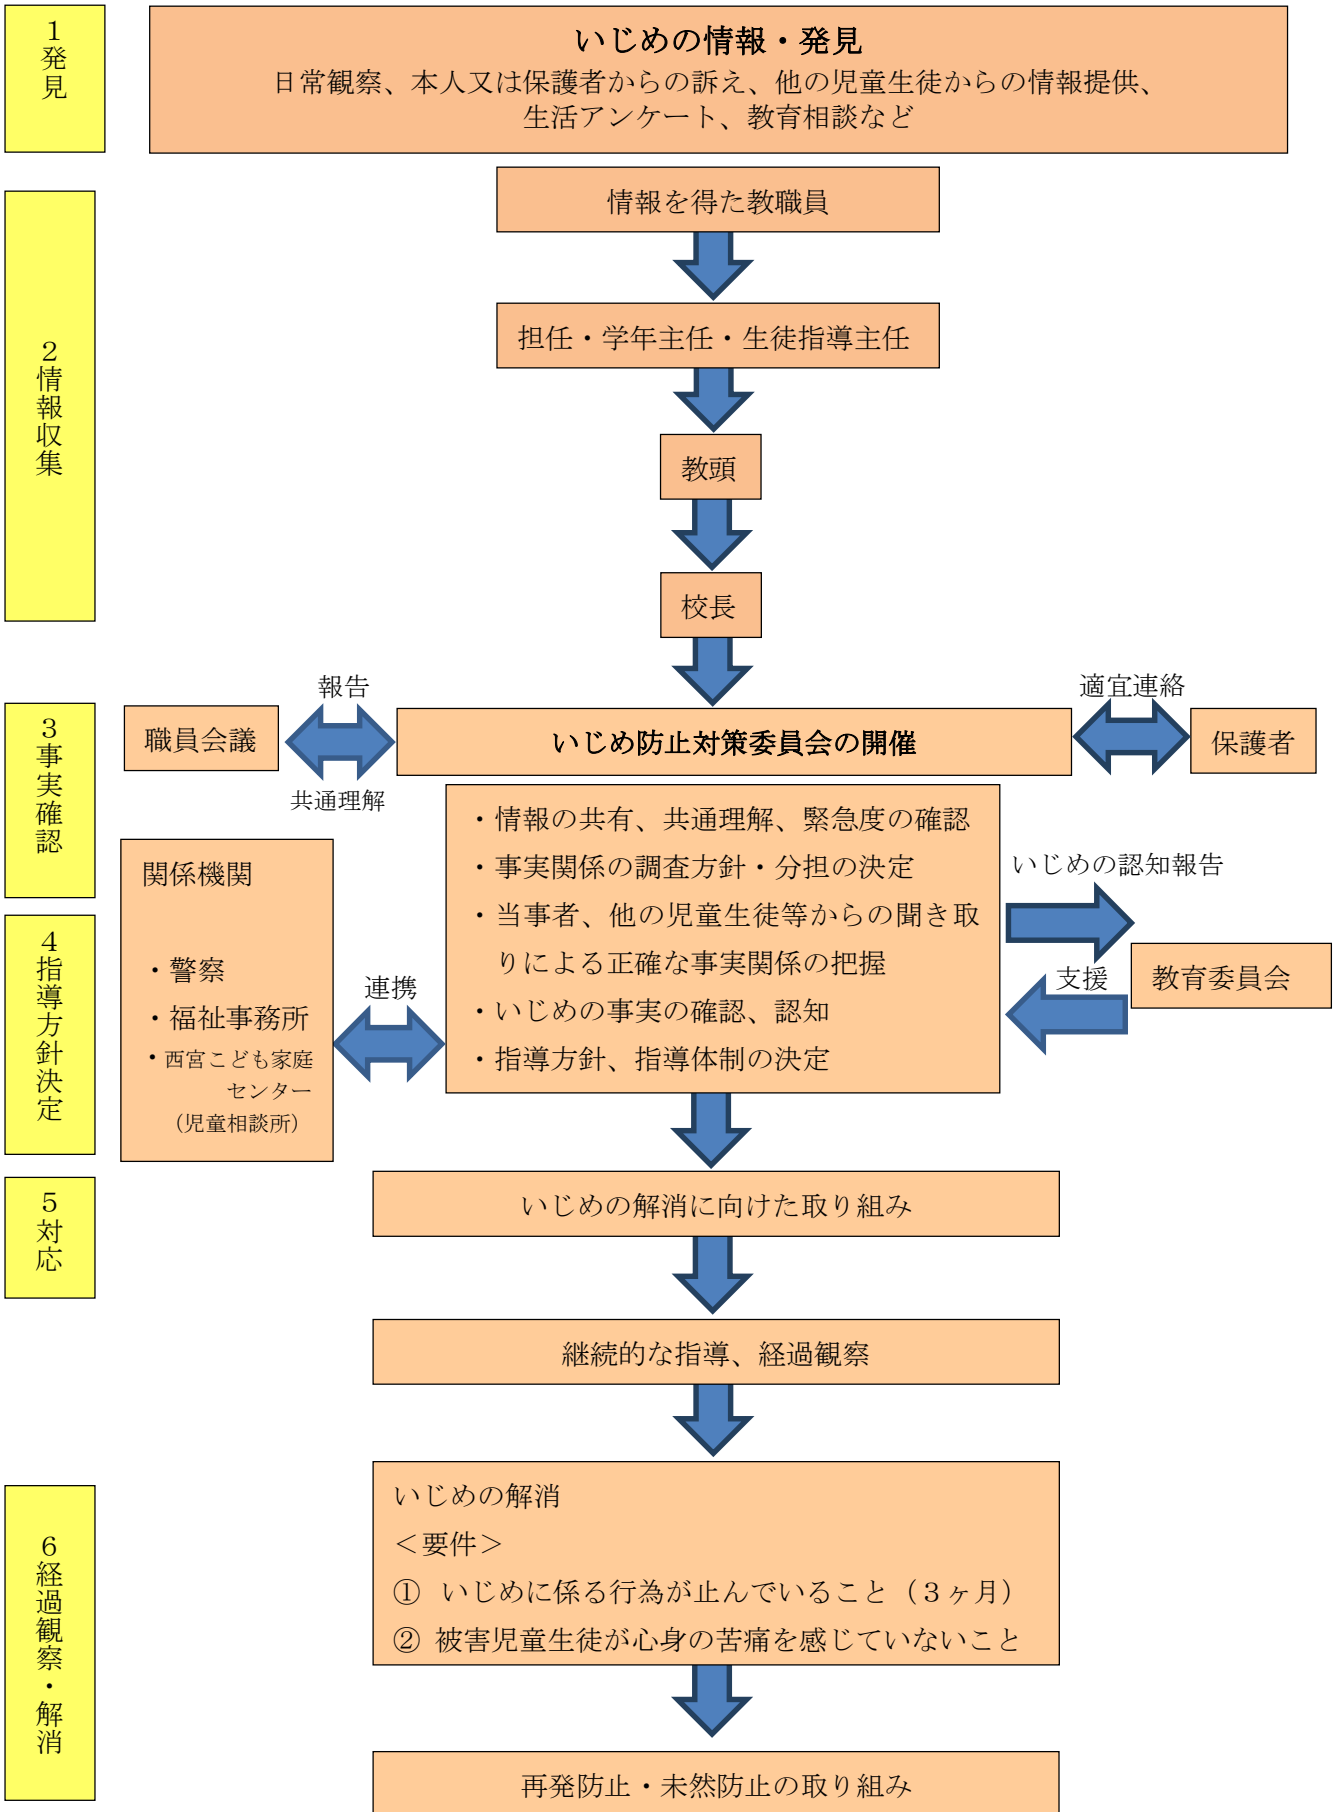 1発見
いじめの情報・発見
日常観察、本人又は保護者からの訴え、他の児童生徒からの情報提供、
生活アンケート、教育相談など
2情報収集
情報を得た教職員
担任・学年主任・生徒指導主任
教頭
校長
3事実確認
報告
職員会議
共通理解
いじめ防止対策委員会の開催
適宜連絡
保護者
・情報の共有、共通理解、緊急度の確認
・事実関係の調査方針・分担の決定
・当事者、他の児童生徒等からの聞き取
りによる正確な事実関係の把握
・いじめの事実の確認、認知
・指導方針、指導体制の決定
関係機関
・警察
・福祉事務所
・西宮こども家庭
センター
（児童相談所）
連携
いじめの認知報告
支援
教育委員会
4指導方針決定
5対応
いじめの解消に向けた取り組み
継続的な指導、経過観察
6経過観察・解消
いじめの解消
＜要件＞
① いじめに係る行為が止んでいること（３ヶ月）
② 被害児童生徒が心身の苦痛を感じていないこと
再発防止・未然防止の取り組み